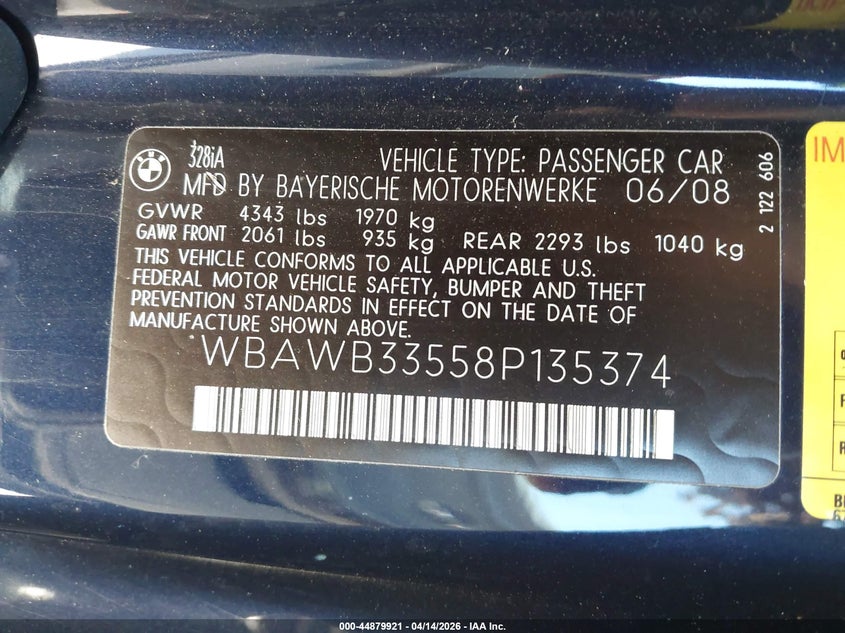 328iA
VEHICLE TYPE: PASSENGER CAR
MFD BY BAYERISCHE MOTORENWERKE 06/08
GVWR 4343 lbs 1970 kg
GAWR FRONT 2061 lbs 935 kg REAR 2293 lbs 1040 kg
THIS VEHICLE CONFORMS TO ALL APPLICABLE U.S.
FEDERAL MOTOR VEHICLE SAFETY, BUMPER AND THEFT
PREVENTION STANDARDS IN EFFECT ON THE DATE OF
MANUFACTURE SHOWN ABOVE.
WBAWB33558P135374
2 122 606
IM
000-44879921 - 04/14/2026 - IAA Inc.